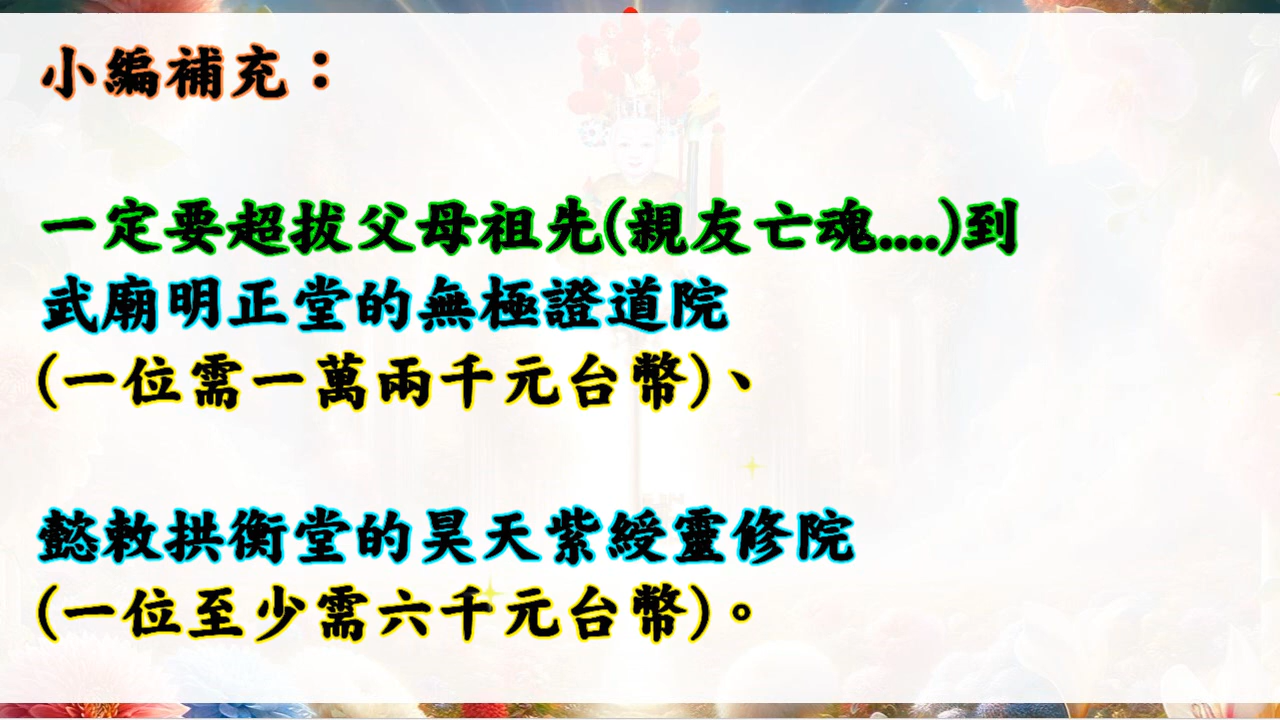 小編補充：
一定要超拔父母祖先(親友亡魂....)到
武廟明正堂的無極證道院
(一位需一萬兩千元台幣)、
懿敕拱衡堂的昊天紫綬靈修院
(一位至少需六千元台幣)。